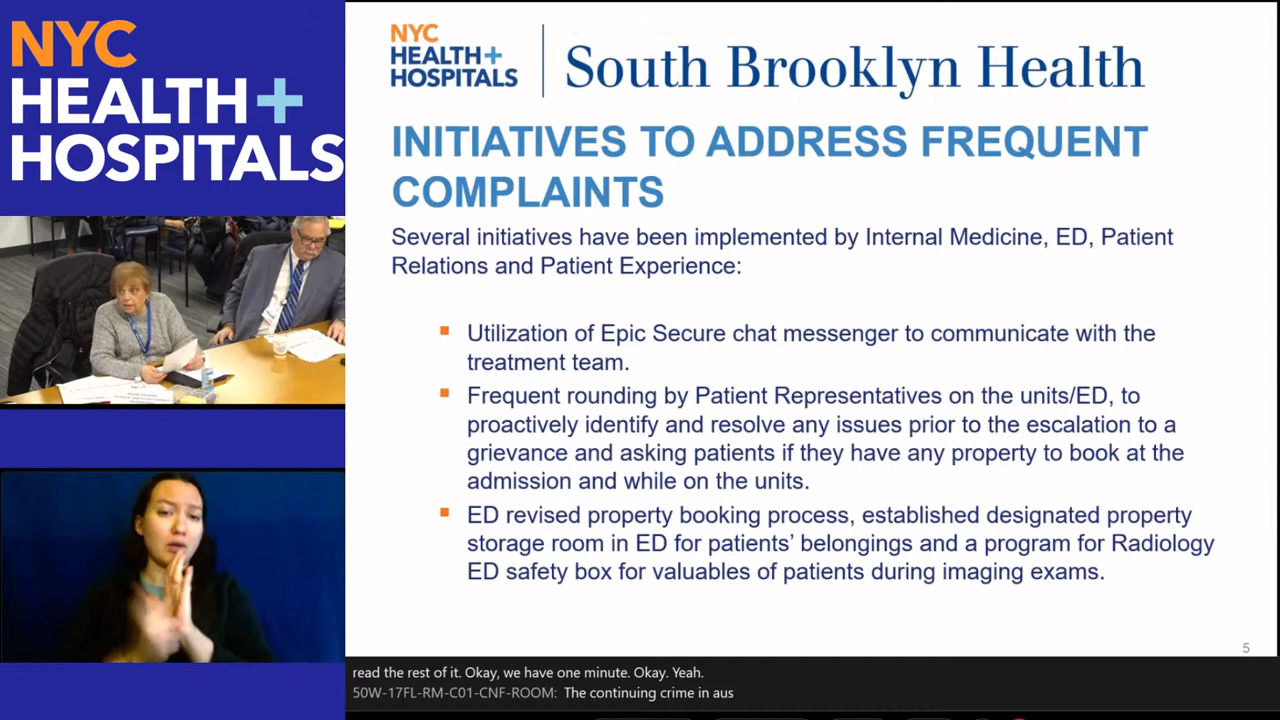 NYC
HEALTH+
HOSPITALS
NYC
HEALTH+
HOSPITALS
South Brooklyn Health
INITIATIVES TO ADDRESS FREQUENT
COMPLAINTS
Several initiatives have been implemented by Internal Medicine, ED, Patient
Relations and Patient Experience:
Utilization of Epic Secure chat messenger to communicate with the
treatment team.
Frequent rounding by Patient Representatives on the units/ED, to
proactively identify and resolve any issues prior to the escalation to a
grievance and asking patients if they have any property to book at the
admission and while on the units.
ED revised property booking process, established designated property
storage room in ED for patients’ belongings and a program for Radiology
ED safety box for valuables of patients during imaging exams.
5
read the rest of it. Okay, we have one minute. Okay. Yeah.
50W-17FL-RM-C01-CNF-ROOM: The continuing crime in aus